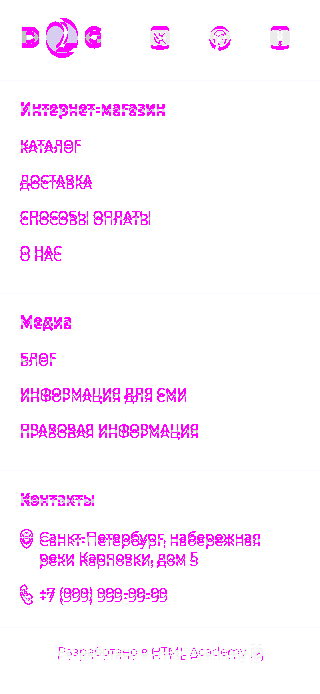 Интернет-магазин
КАТАЛОГ
ДОСТАВКА
СПОСОБЫ ОПЛАТЫ
О НАС
Медиа
БЛОГ
ИНФОРМАЦИЯ ДЛЯ СМИ
ПРАВОВАЯ ИНФОРМАЦИЯ
Контакты
Санкт-Петербург, набережная
реки Карповки, дом 5
+7 (999) 999-99-99
Разработано в HTML Academy